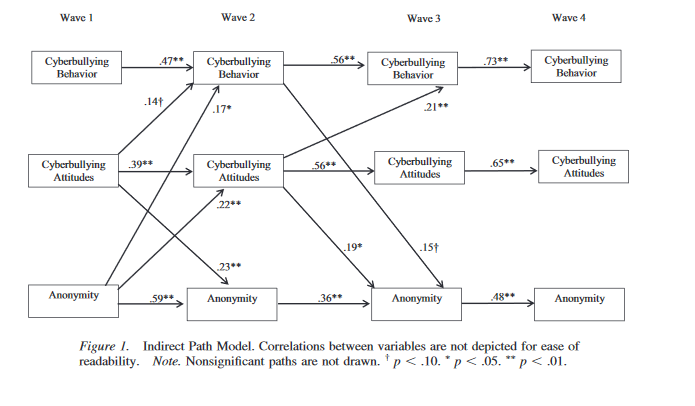 Wave 1 Wave 2 Wave 3 Wave 4
Cyberbullying Behavior .47** Cyberbullying Behavior .56** Cyberbullying Behavior .73** Cyberbullying Behavior
.14†
.17*
.21**
Cyberbullying Attitudes .39** Cyberbullying Attitudes .56** Cyberbullying Attitudes .65** Cyberbullying Attitudes
.22**
.19*
.15†
.23**
Anonymity .59** Anonymity .36** Anonymity .48** Anonymity
Figure 1. Indirect Path Model. Correlations between variables are not depicted for ease of
readability. Note. Nonsignificant paths are not drawn. † p < .10. * p < .05. ** p < .01.